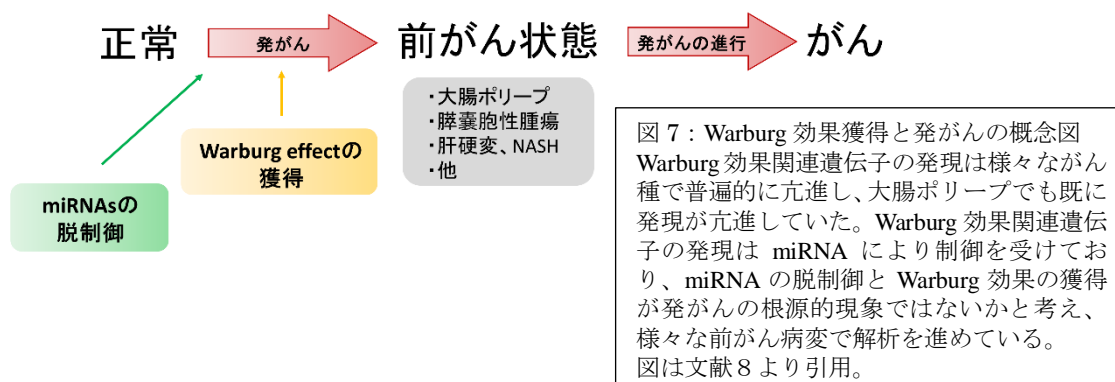 正常
発がん
前がん状態
発がんの進行
がん
・大腸ポリープ
・膵嚢胞性腫瘍
・肝硬変、NASH
・他
Warburg effectの
獲得
miRNAsの
脱制御
図 7：Warburg 効果獲得と発がんの概念図
Warburg 効果関連遺伝子の発現は様々ながん
種で普遍的に亢進し、大腸ポリープでも既に
発現が亢進していた。Warburg 効果関連遺伝
子の発現は miRNA により制御を受けてお
り、miRNA の脱制御と Warburg 効果の獲得
が発がんの根源的現象ではないかと考え、
様々な前がん病変で解析を進めている。
図は文献８より引用。